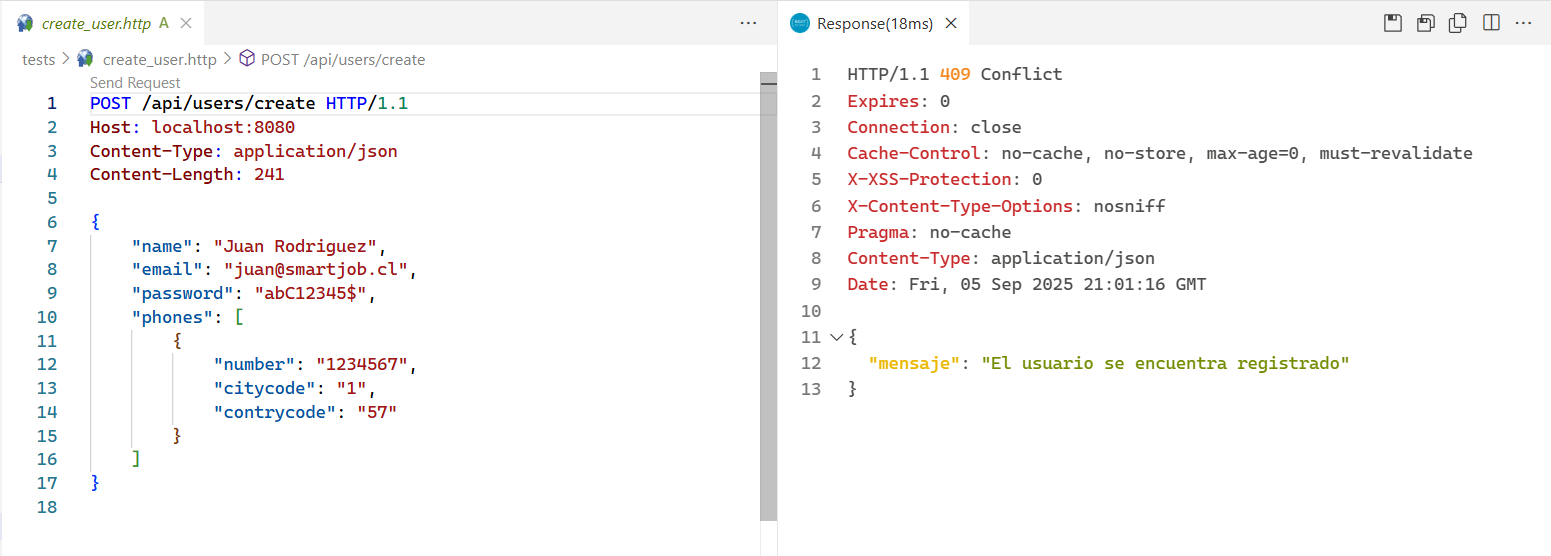 create_user.http A
tests > create_user.http > POST /api/users/create
Send Request
1 POST /api/users/create HTTP/1.1
2 Host: localhost:8080
3 Content-Type: application/json
4 Content-Length: 241
5
6 {
7 "name": "Juan Rodriguez",
8 "email": "juan@smartjob.cl",
9 "password": "abC12345$",
10 "phones": [
11 {
12 "number": "1234567",
13 "citycode": "1",
14 "contrycode": "57"
15 }
16 ]
17 }
18
Response(18ms)
1 HTTP/1.1 409 Conflict
2 Expires: 0
3 Connection: close
4 Cache-Control: no-cache, no-store, max-age=0, must-revalidate
5 X-XSS-Protection: 0
6 X-Content-Type-Options: nosniff
7 Pragma: no-cache
8 Content-Type: application/json
9 Date: Fri, 05 Sep 2025 21:01:16 GMT
10
11 {
12 "mensaje": "El usuario se encuentra registrado"
13 }